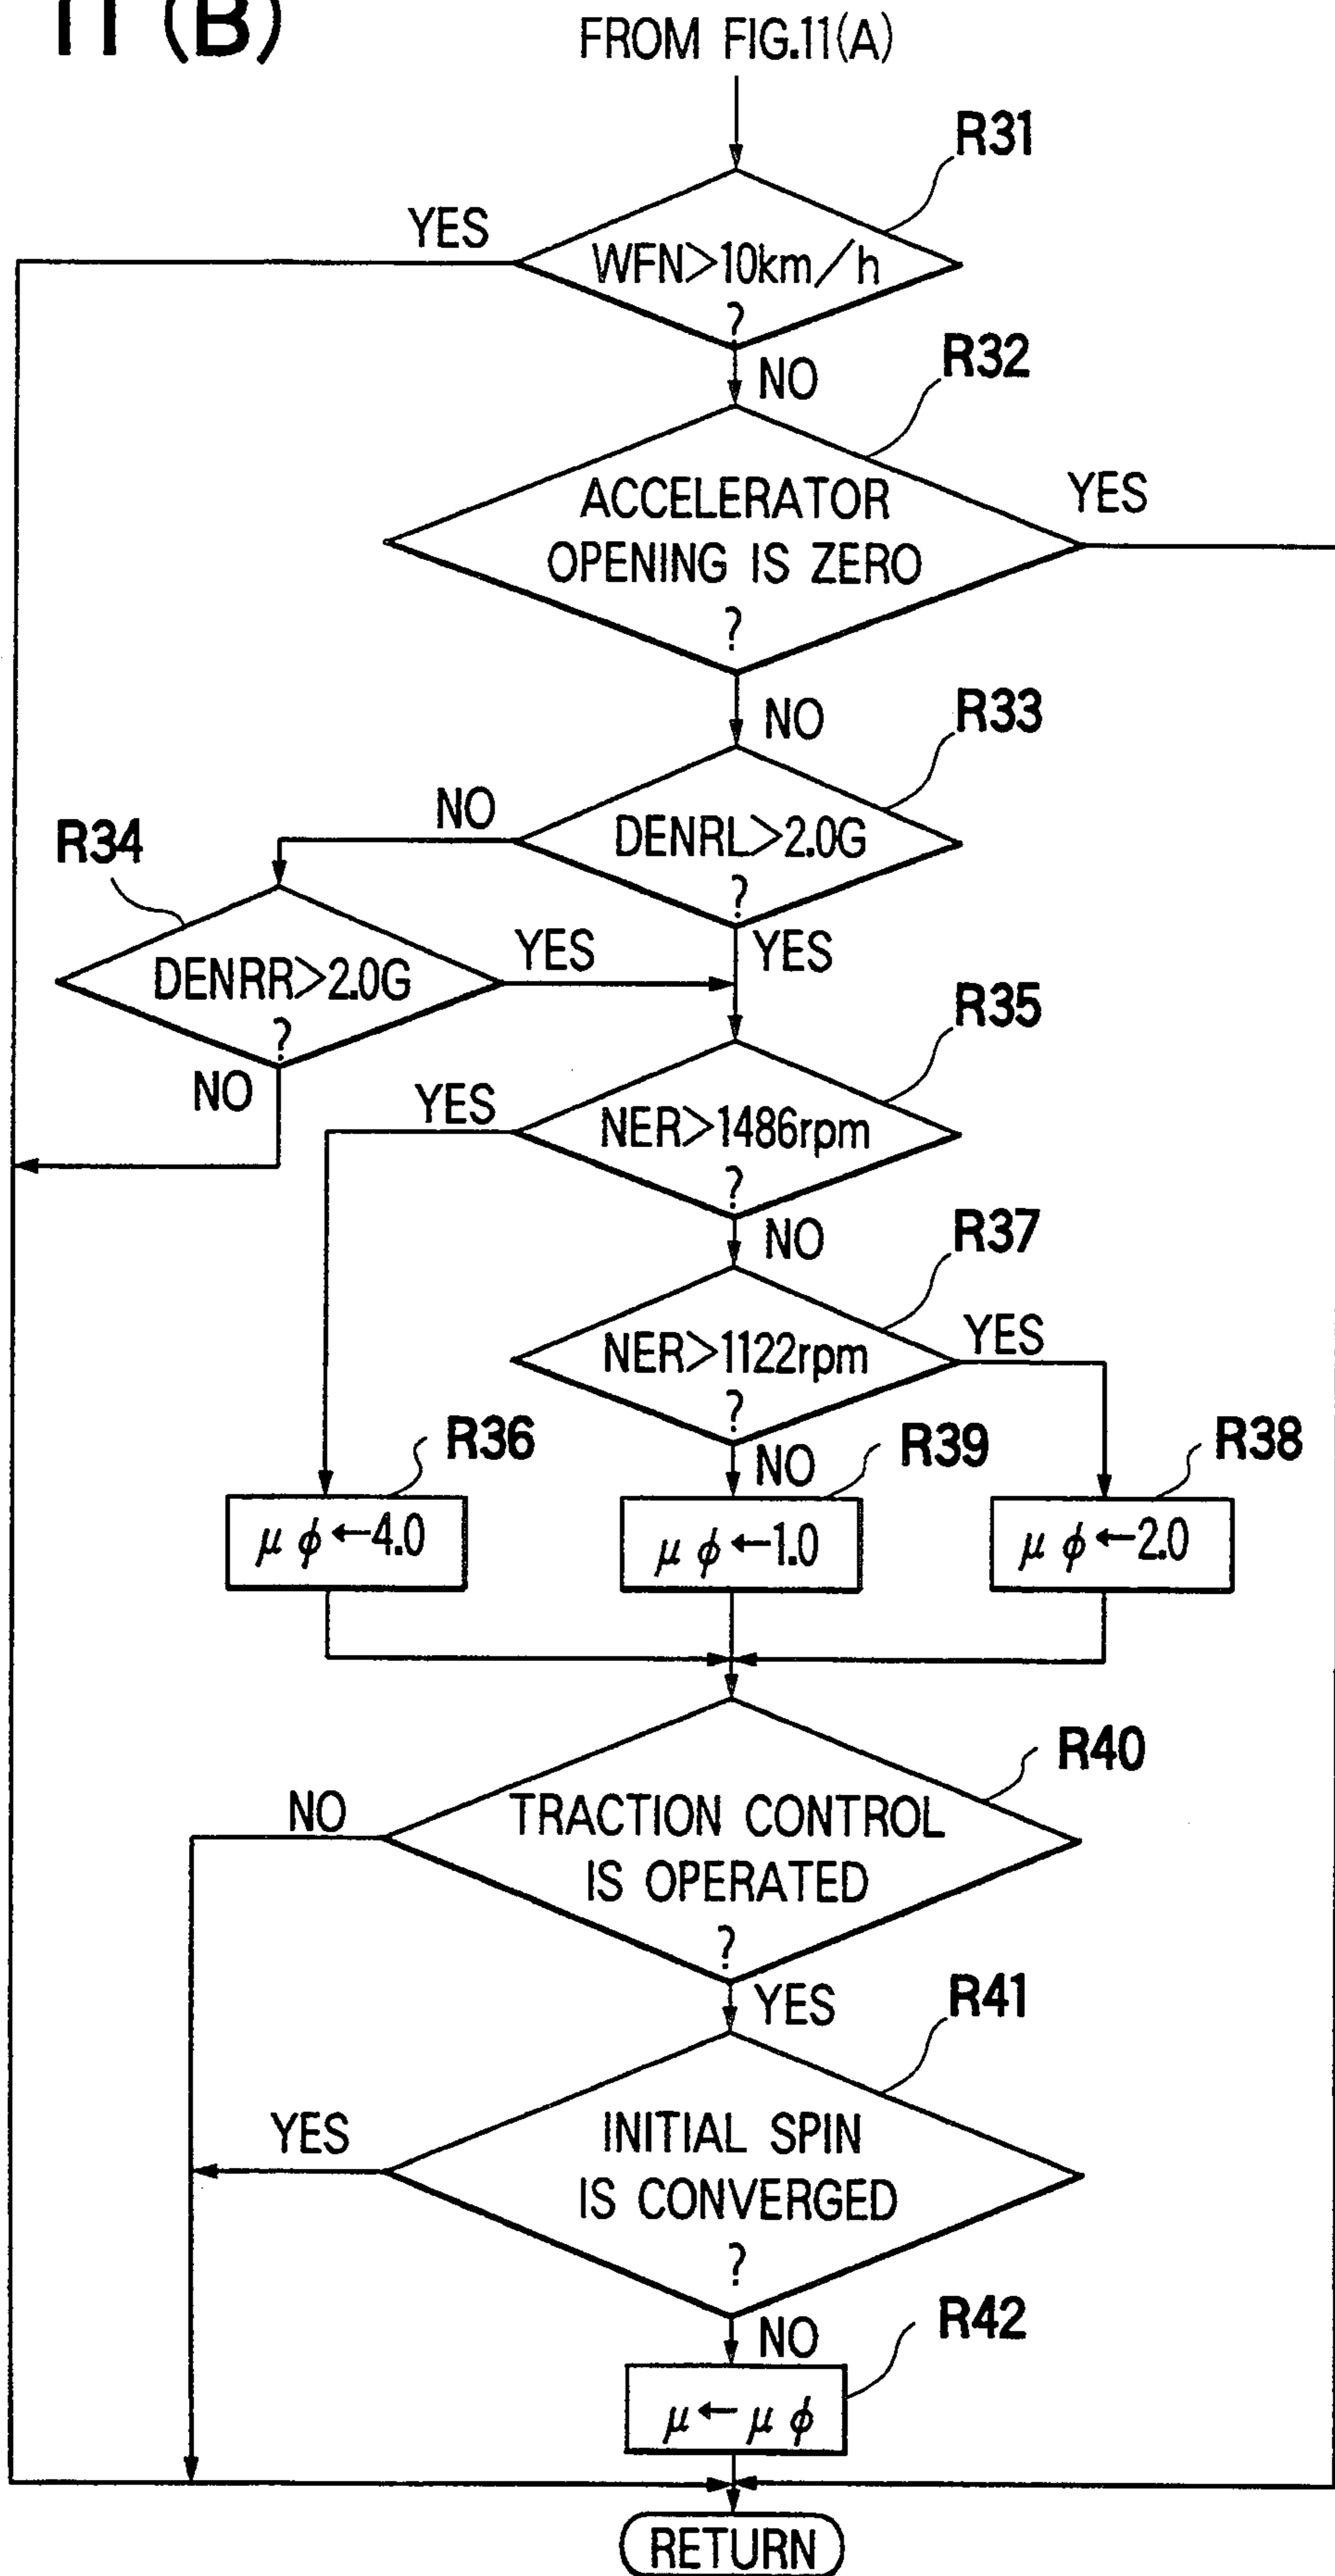 11 (B)
FROM FIG.11(A)
R31
YES
WFN>10km/h
?
NO
R32
ACCELERATOR
OPENING IS ZERO
?
YES
NO
R33
NO
DENRL>2.0G
?
R34
YES
YES
DENRR>2.0G
?
NO
R35
YES
NER>1486rpm
?
NO
R37
NER>1122rpm
?
YES
NO
R36
R39
R38
μ φ←4.0
μ φ←1.0
μ φ←2.0
R40
NO
TRACTION CONTROL
IS OPERATED
?
YES
R41
YES
INITIAL SPIN
IS CONVERGED
?
NO
R42
μ← μ φ
RETURN